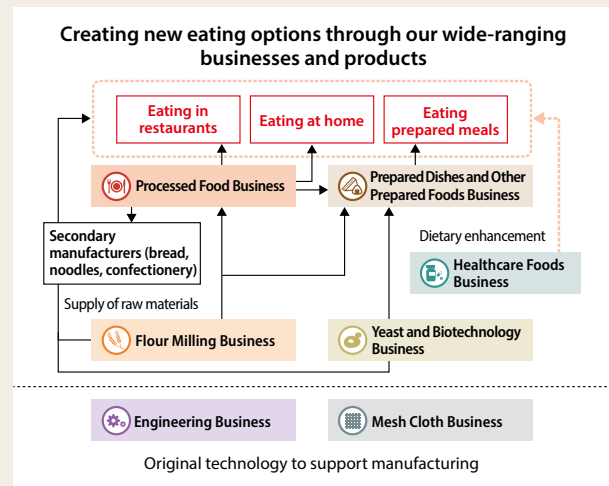 Creating new eating options through our wide-ranging
businesses and products
Eating in
restaurants
Eating at home
Eating
prepared meals
Processed Food Business
Prepared Dishes and Other
Prepared Foods Business
Secondary
manufacturers (bread,
noodles, confectionery)
Dietary enhancement
Healthcare Foods
Business
Supply of raw materials
Flour Milling Business
Yeast and Biotechnology
Business
Engineering Business
Mesh Cloth Business
Original technology to support manufacturing